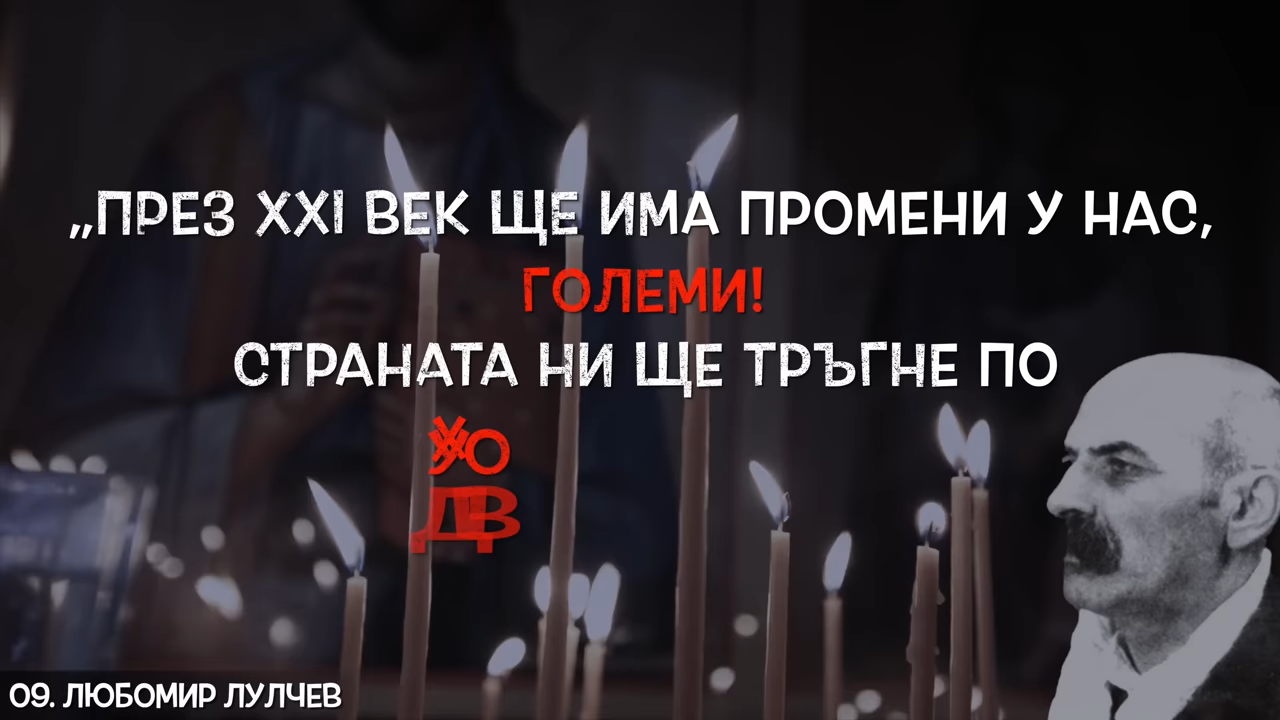 „ПРЕЗ XXI ВЕК ЩЕ ИМА ПРОМЕНИ У НАС,
ГОЛЕМИ!
СТРАНАТА НИ ЩЕ ТРЪГНЕ ПО
09. ЛЮБОМИР ЛУЛЧЕВ